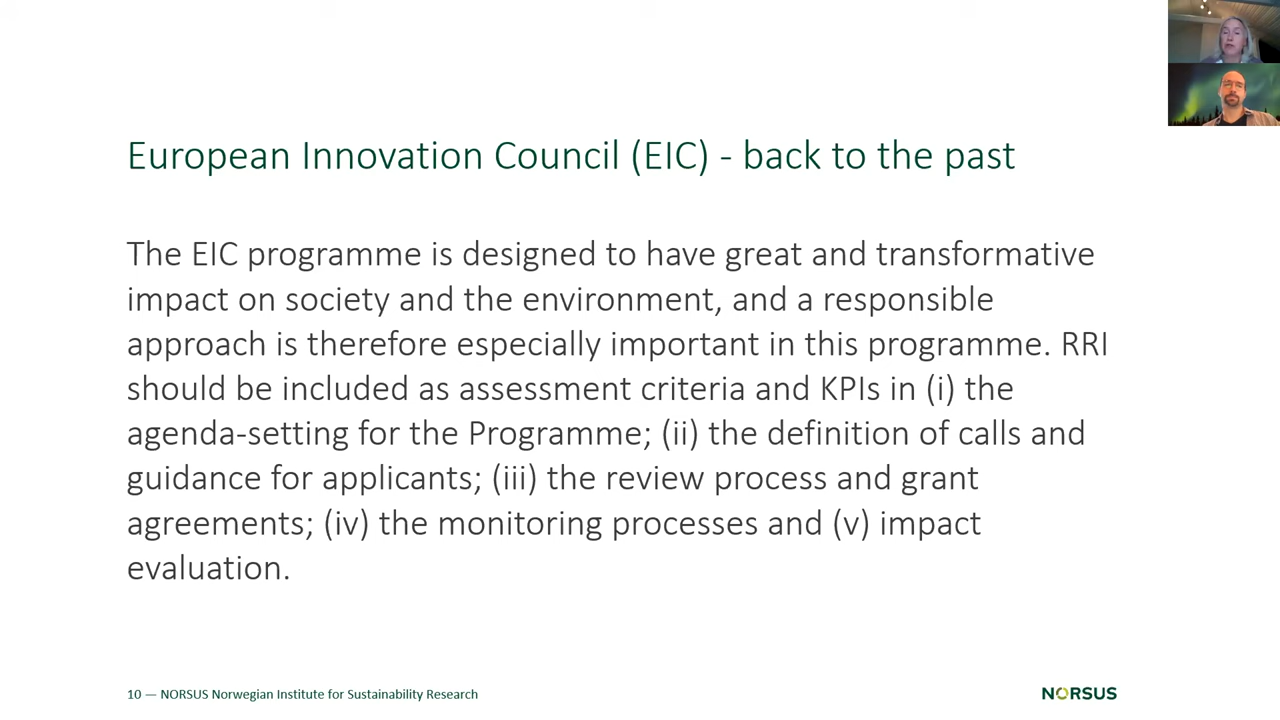 European Innovation Council (EIC) - back to the past
The EIC programme is designed to have great and transformative
impact on society and the environment, and a responsible
approach is therefore especially important in this programme. RRI
should be included as assessment criteria and KPIs in (i) the
agenda-setting for the Programme; (ii) the definition of calls and
guidance for applicants; (iii) the review process and grant
agreements; (iv) the monitoring processes and (v) impact
evaluation.
10 — NORSUS Norwegian Institute for Sustainability Research
NORSUS